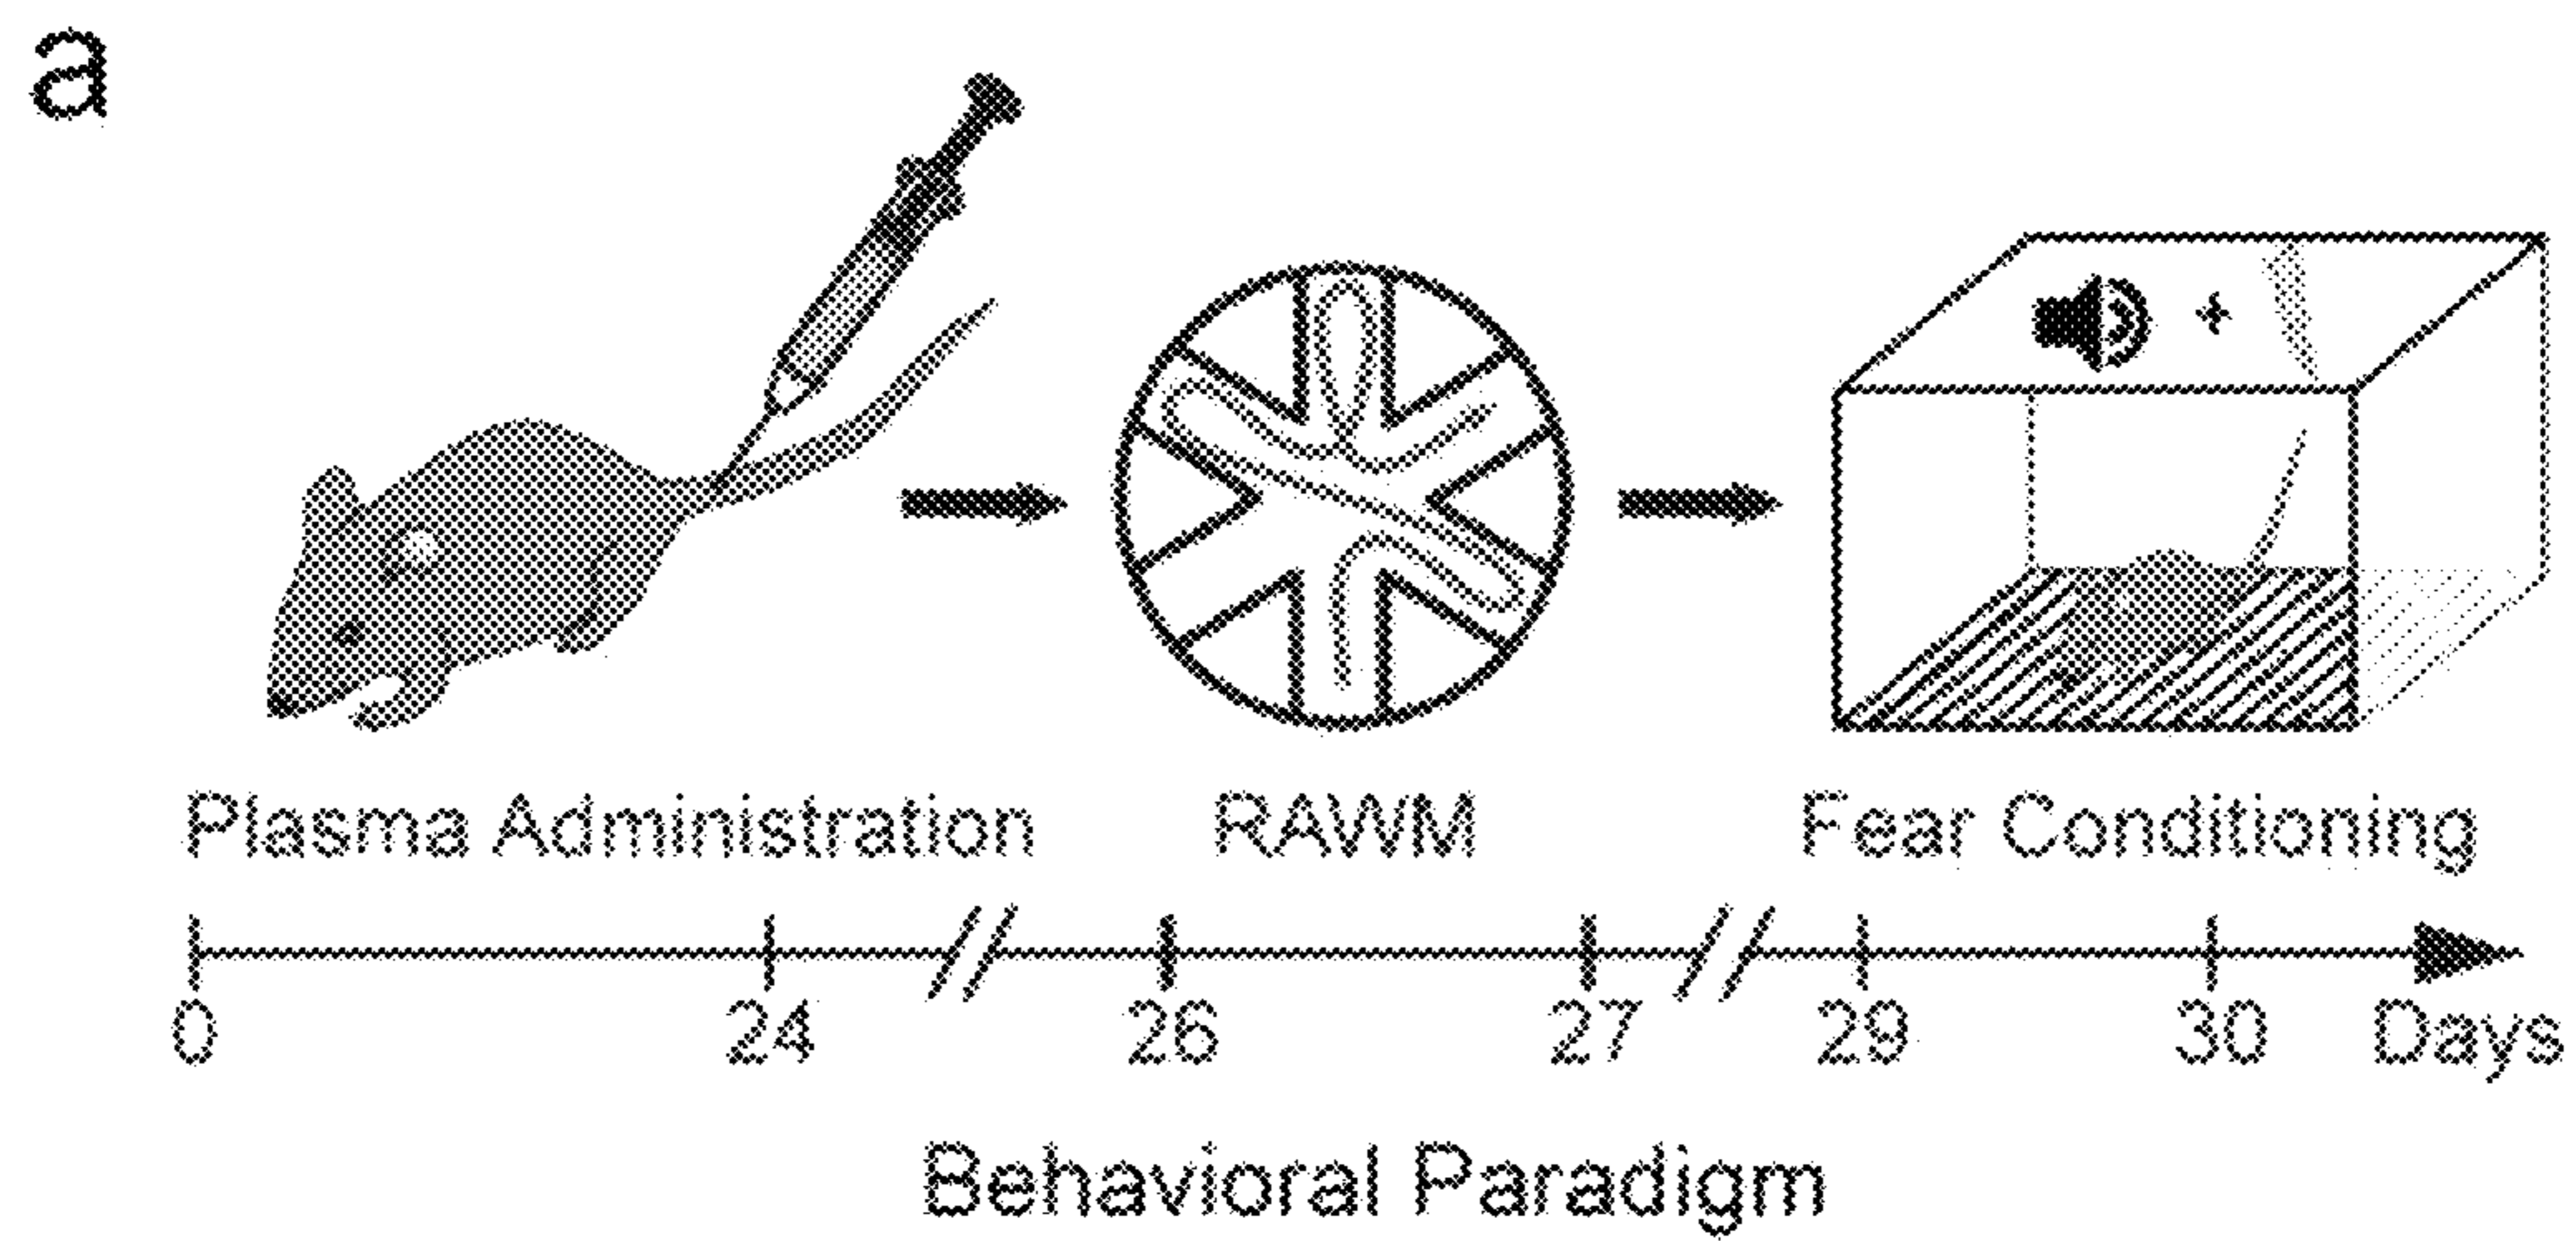 a
+
Plasma Administration RAWM Fear Conditioning
0 24 26 27 29 30 Days
Behavioral Paradigm